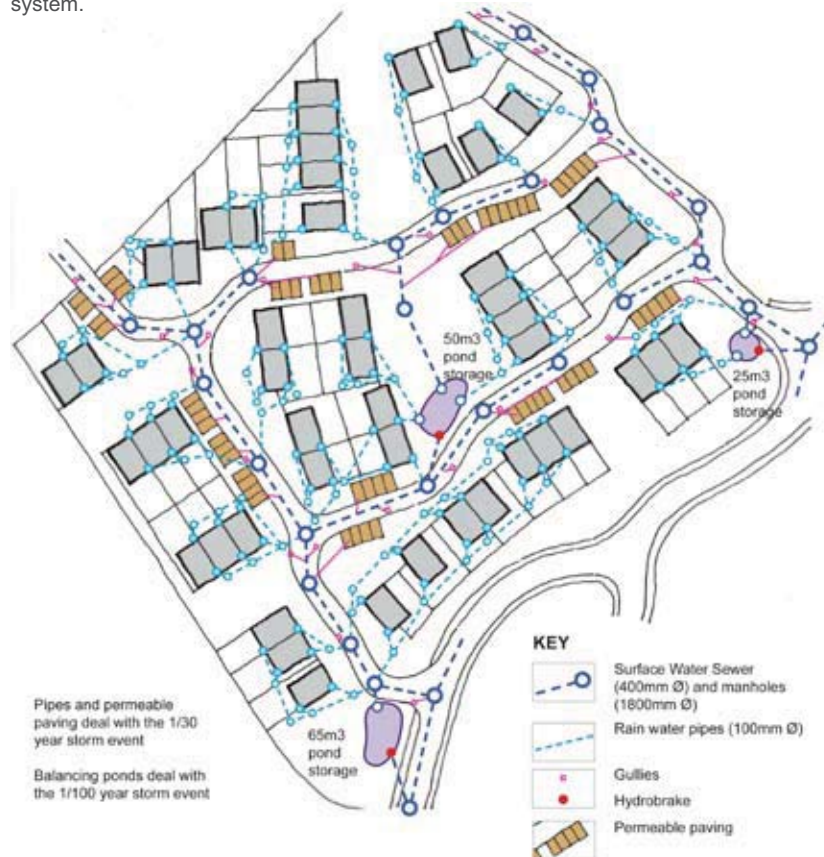 system.
50m3
pond
storage
25m3
pond
storage
65m3
pond
storage
Pipes and permeable
paving deal with the 1/30
year storm event
Balancing ponds deal with
the 1/100 year storm event
KEY
Surface Water Sewer
(400mm Ø) and manholes
(1800mm Ø)
Rain water pipes (100mm Ø)
Gullies
Hydrobrake
Permeable paving